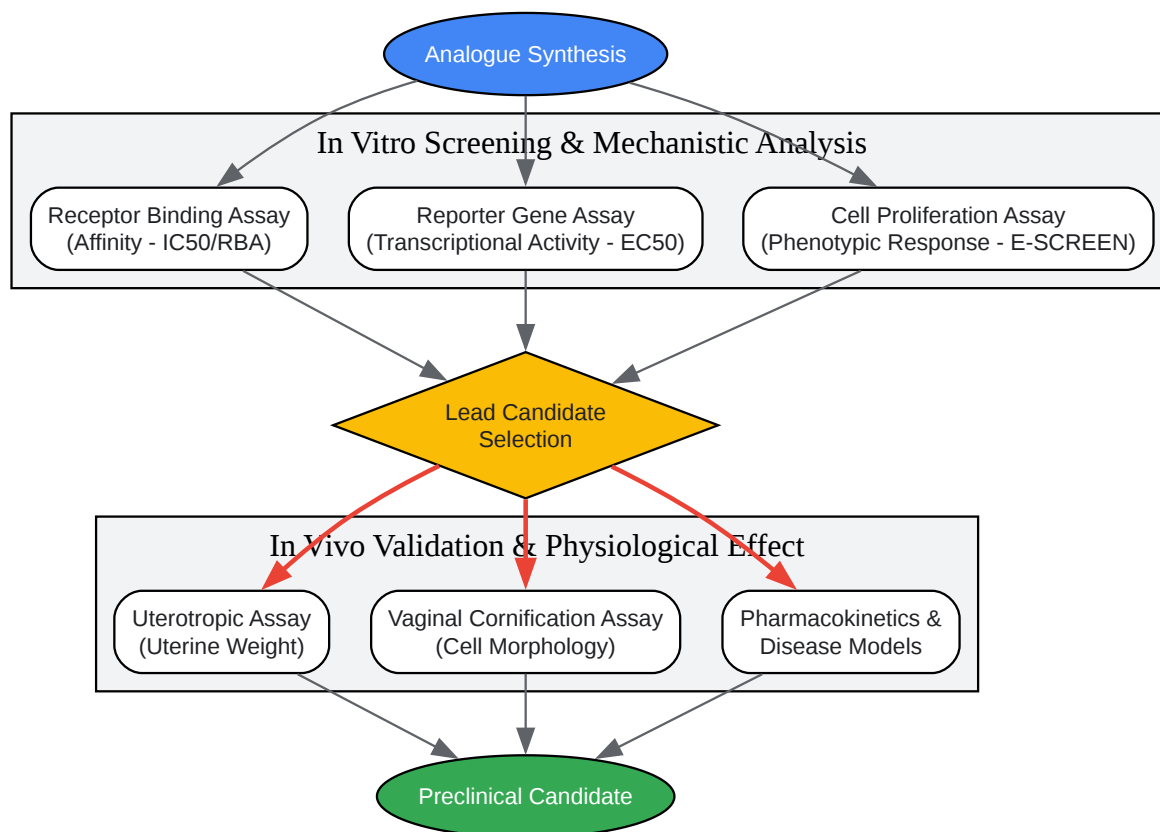 Analogue Synthesis
In Vitro Screening & Mechanistic Analysis
Receptor Binding Assay
(Affinity - IC50/RBA)
Reporter Gene Assay
(Transcriptional Activity - EC50)
Cell Proliferation Assay
(Phenotypic Response - E-SCREEN)
Lead Candidate
Selection
In Vivo Validation & Physiological Effect
Uterotropic Assay
(Uterine Weight)
Vaginal Cornification Assay
(Cell Morphology)
Pharmacokinetics &
Disease Models
Preclinical Candidate